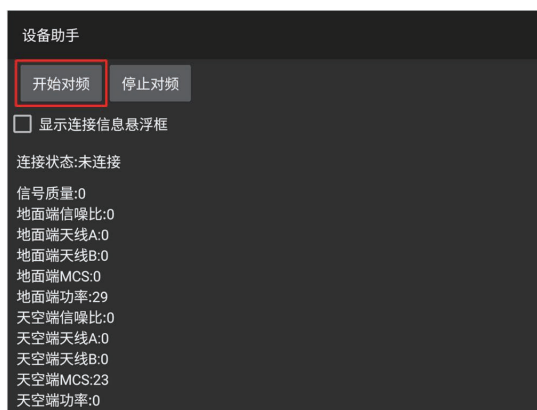 设备助手
开始对频 停止对频
显示连接信息悬浮框
连接状态:未连接
信号质量:0
地面端信噪比:0
地面端天线A:0
地面端天线B:0
地面端MCS:0
地面端功率:29
天空端信噪比:0
天空端天线A:0
天空端天线B:0
天空端MCS:23
天空端功率:0